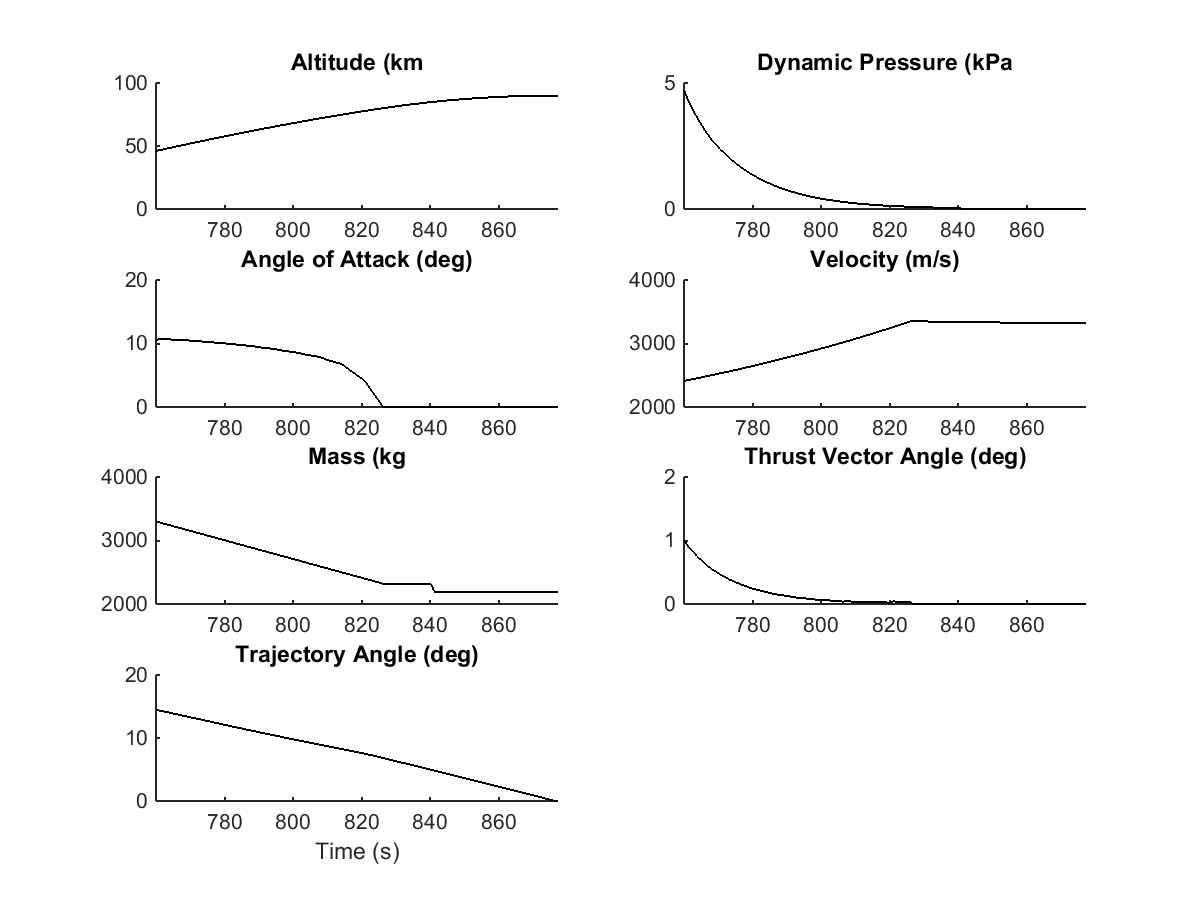 Altitude (km
100
50
0
780 800 820 840 860
Dynamic Pressure (kPa
5
0
780 800 820 840 860
Angle of Attack (deg)
20
10
0
780 800 820 840 860
Velocity (m/s)
4000
3000
2000
780 800 820 840 860
Mass (kg
4000
3000
2000
780 800 820 840 860
Thrust Vector Angle (deg)
2
1
0
780 800 820 840 860
Trajectory Angle (deg)
20
10
0
780 800 820 840 860
Time (s)